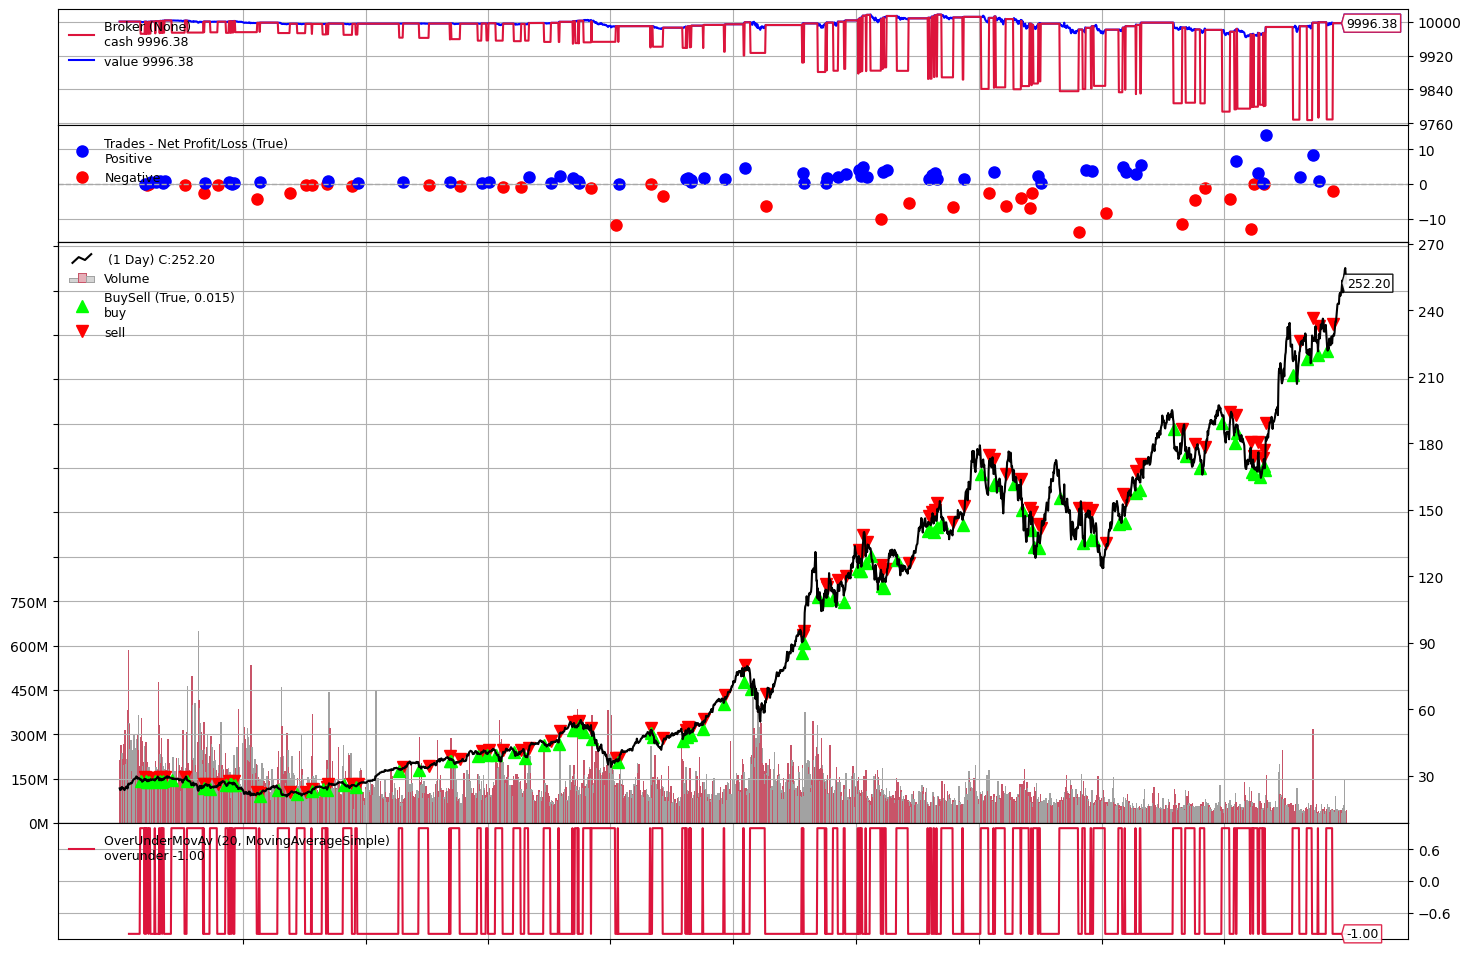 Broker (None)
cash 9996.38
value 9996.38
9996.38
10000
9920
9840
9760
Trades - Net Profit/Loss (True)
Positive
Negative
10
0
−10
(1 Day) C:252.20
Volume
BuySell (True, 0.015)
buy
sell
252.20
270
240
210
180
150
120
90
60
30
750M
600M
450M
300M
150M
0M
OverUnderMovAv (20, MovingAverageSimple)
overunder -1.00
0.6
0.0
−0.6
-1.00